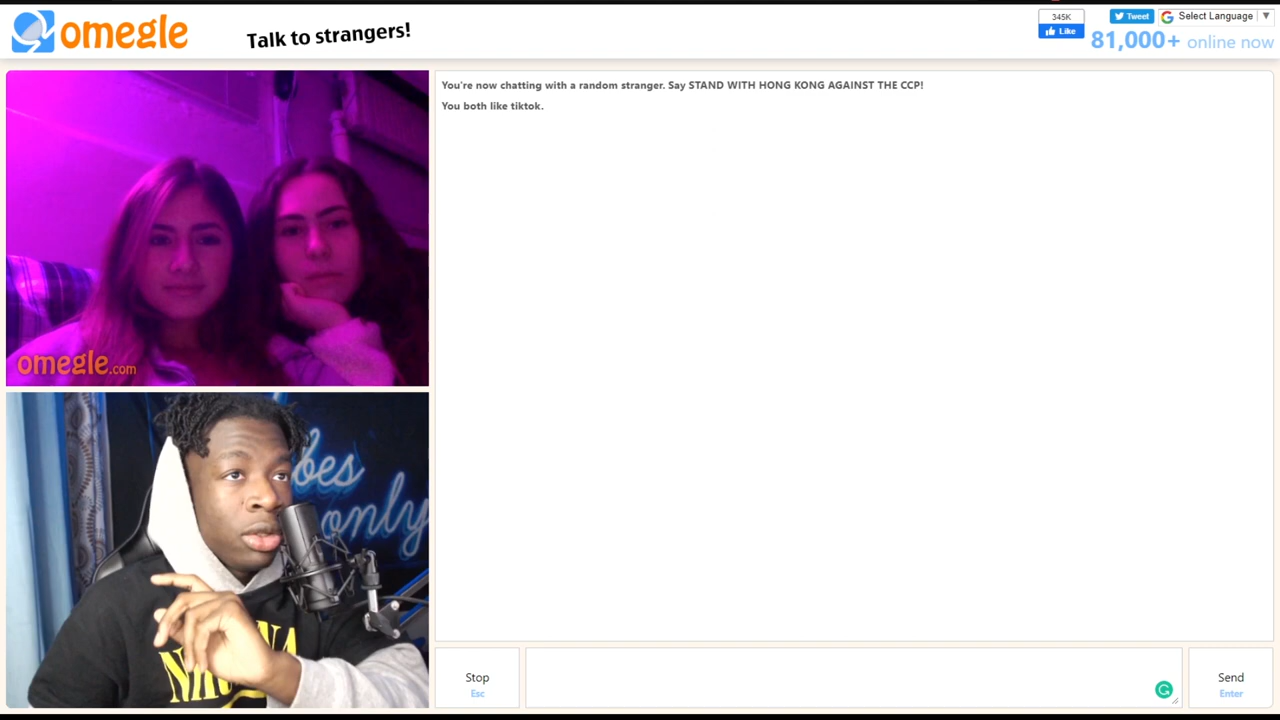 omegle
Talk to strangers!
345K
Like
Tweet
Select Language
81,000+ online now
You're now chatting with a random stranger. Say STAND WITH HONG KONG AGAINST THE CCP!
You both like tiktok.
omegle.com
bes
only
Stop
Esc
Send
Enter